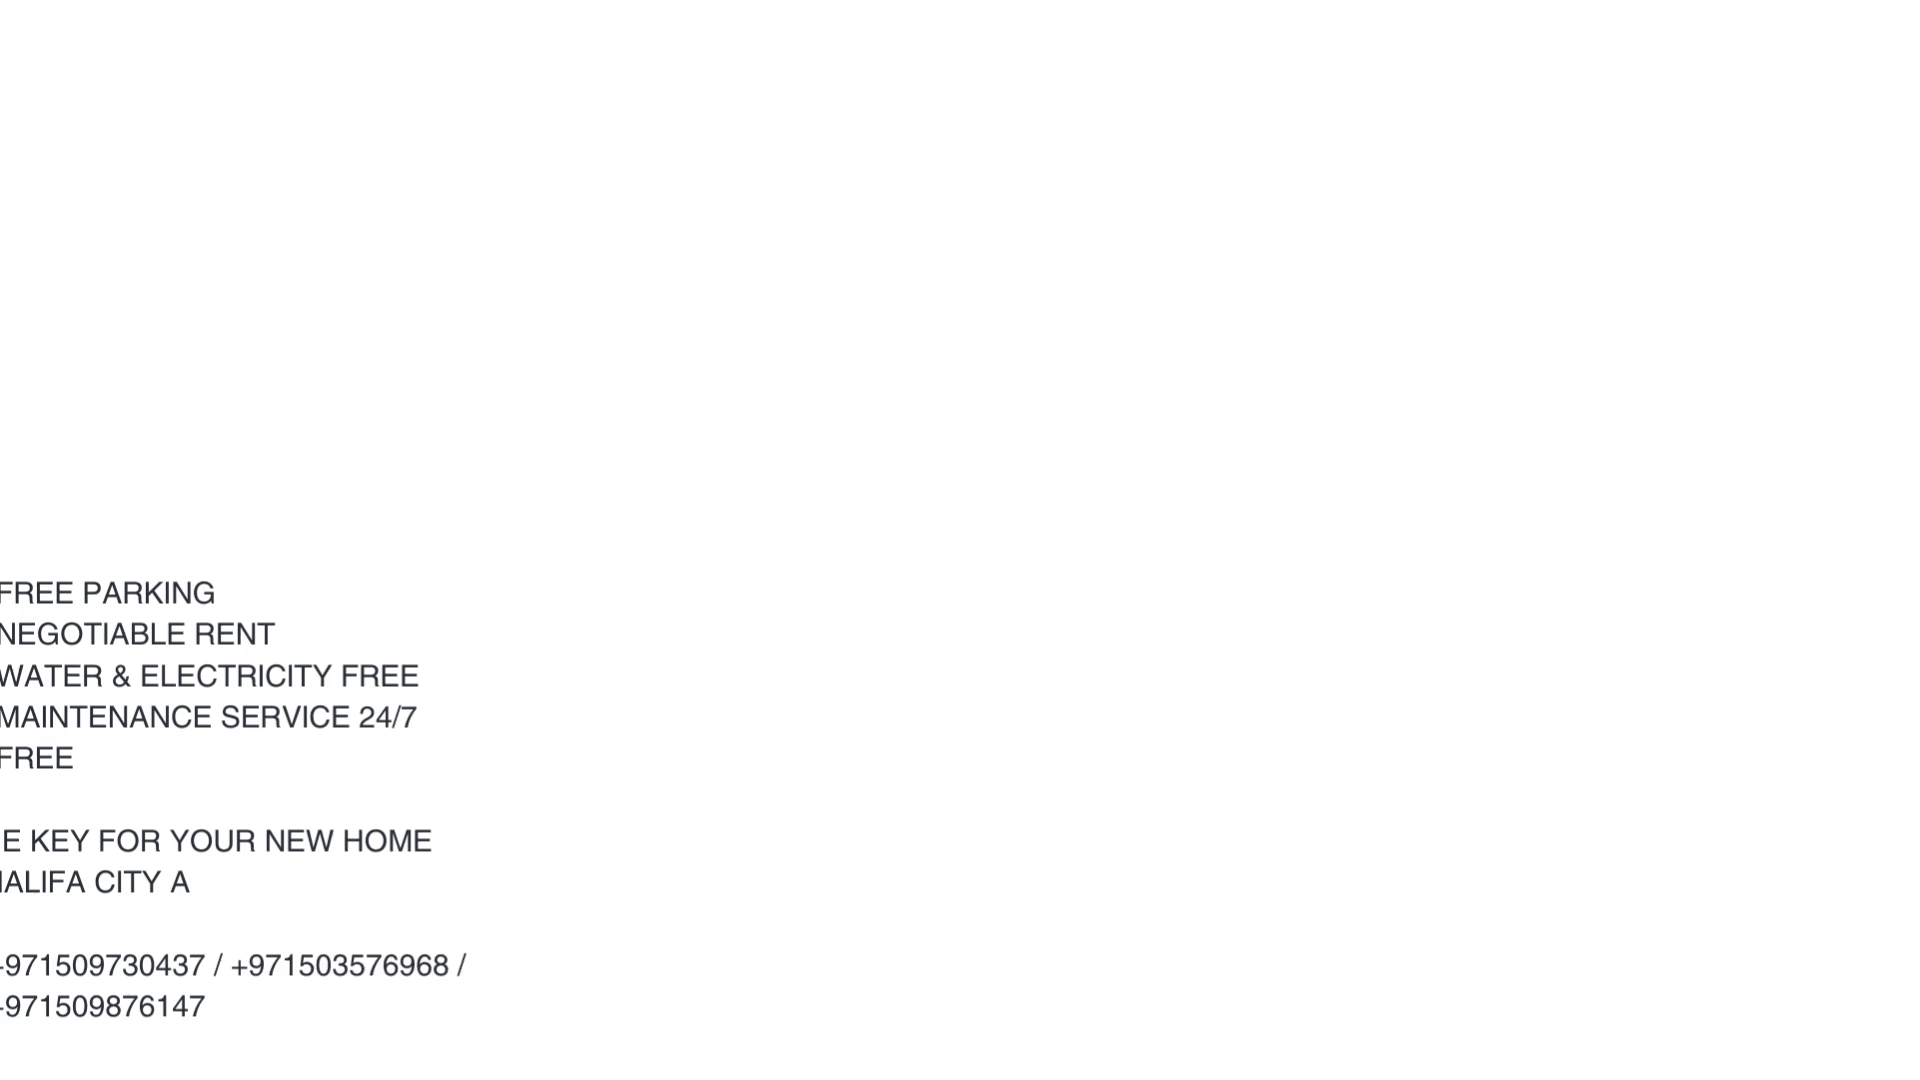 FREE PARKING
NEGOTIABLE RENT
WATER & ELECTRICITY FREE
MAINTENANCE SERVICE 24/7
FREE
E KEY FOR YOUR NEW HOME
HALIFA CITY A
+971509730437 / +971503576968 /
+971509876147